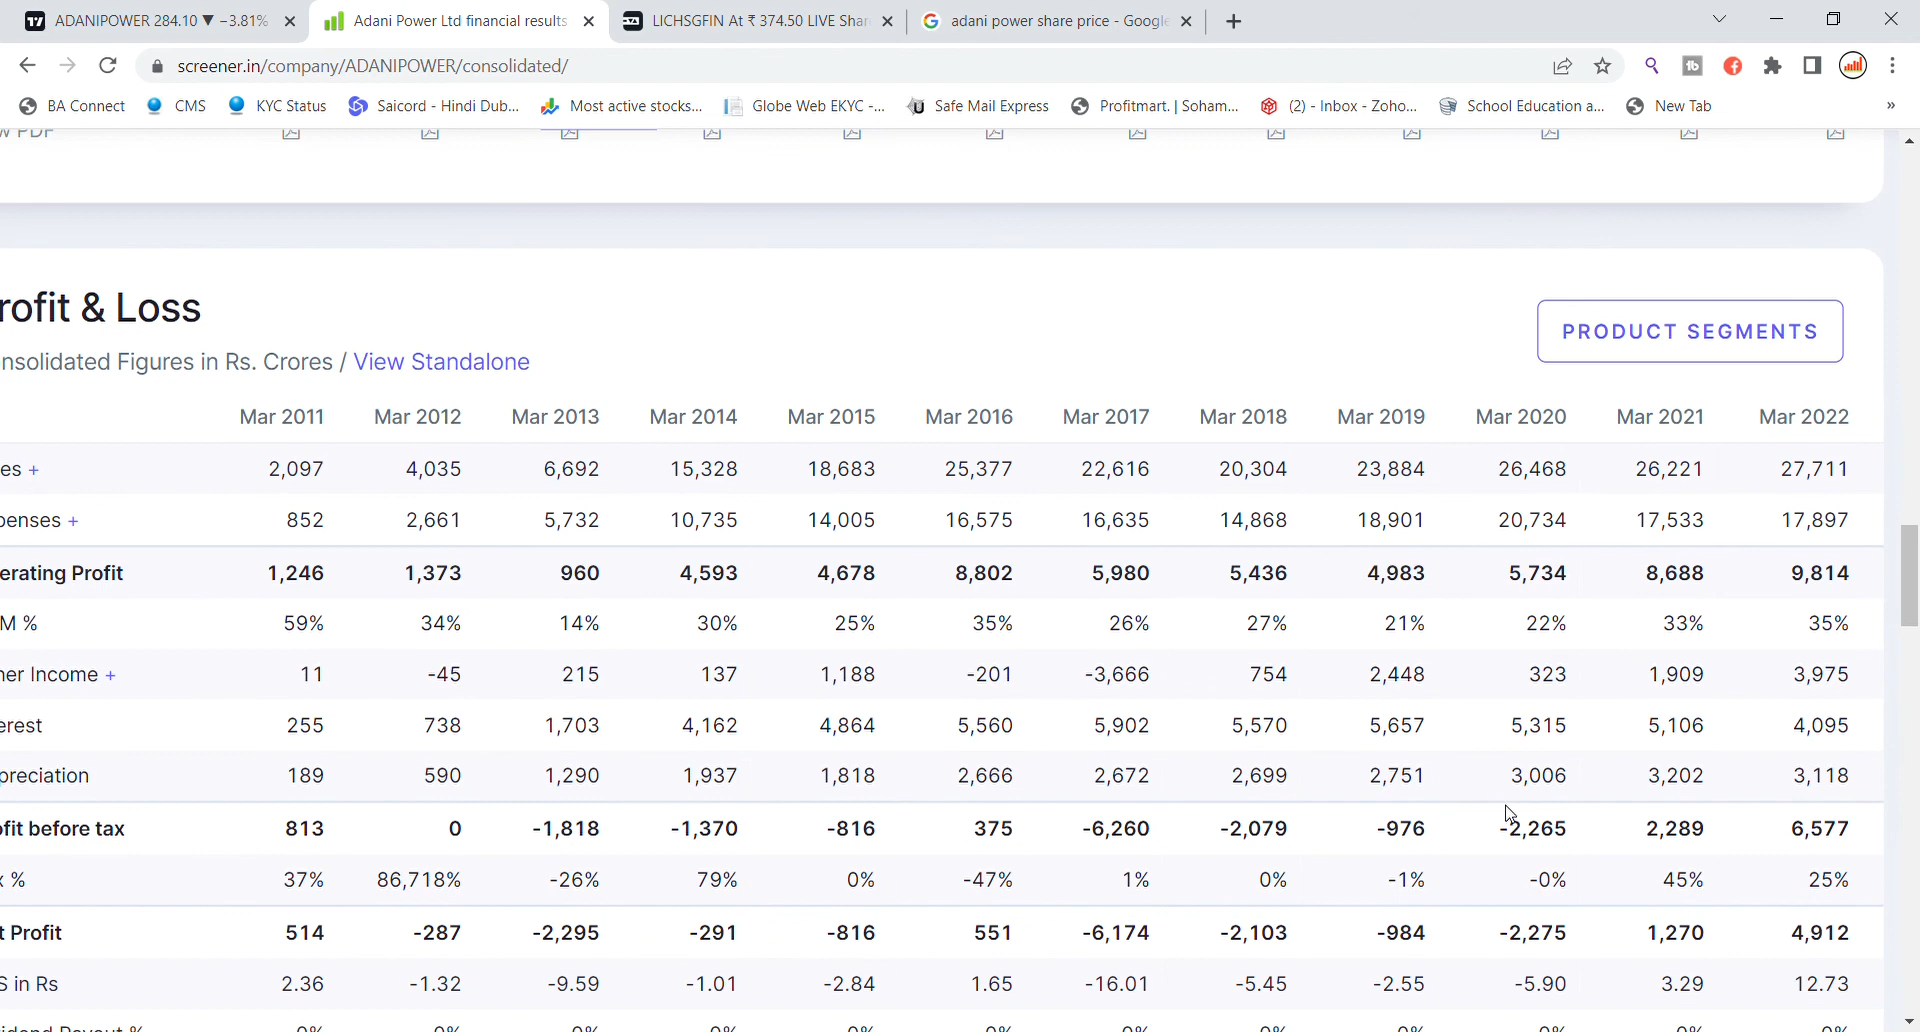 ADANIPOWER 284.10 ▼ −3.81%
Adani Power Ltd financial results
LICHSGFIN At ₹ 374.50 LIVE Shar
adani power share price - Google
screener.in/company/ADANIPOWER/consolidated/
BA Connect
CMS
KYC Status
Saicord - Hindi Dub...
Most active stocks...
Globe Web EKYC -...
Safe Mail Express
Profitmart. | Soham...
(2) - Inbox - Zoho...
School Education a...
New Tab
»
w PDF
rofit & Loss
PRODUCT SEGMENTS
nsolidated Figures in Rs. Crores / View Standalone
Mar 2011 Mar 2012 Mar 2013 Mar 2014 Mar 2015 Mar 2016 Mar 2017 Mar 2018 Mar 2019 Mar 2020 Mar 2021 Mar 2022
es + 2,097 4,035 6,692 15,328 18,683 25,377 22,616 20,304 23,884 26,468 26,221 27,711
penses + 852 2,661 5,732 10,735 14,005 16,575 16,635 14,868 18,901 20,734 17,533 17,897
erating Profit 1,246 1,373 960 4,593 4,678 8,802 5,980 5,436 4,983 5,734 8,688 9,814
M % 59% 34% 14% 30% 25% 35% 26% 27% 21% 22% 33% 35%
her Income + 11 -45 215 137 1,188 -201 -3,666 754 2,448 323 1,909 3,975
erest 255 738 1,703 4,162 4,864 5,560 5,902 5,570 5,657 5,315 5,106 4,095
preciation 189 590 1,290 1,937 1,818 2,666 2,672 2,699 2,751 3,006 3,202 3,118
ofit before tax 813 0 -1,818 -1,370 -816 375 -6,260 -2,079 -976 -2,265 2,289 6,577
x % 37% 86,718% -26% 79% 0% -47% 1% 0% -1% -0% 45% 25%
t Profit 514 -287 -2,295 -291 -816 551 -6,174 -2,103 -984 -2,275 1,270 4,912
S in Rs 2.36 -1.32 -9.59 -1.01 -2.84 1.65 -16.01 -5.45 -2.55 -5.90 3.29 12.73
idend Payout % 0% 0% 0% 0% 0% 0% 0% 0% 0% 0% 0% 0%